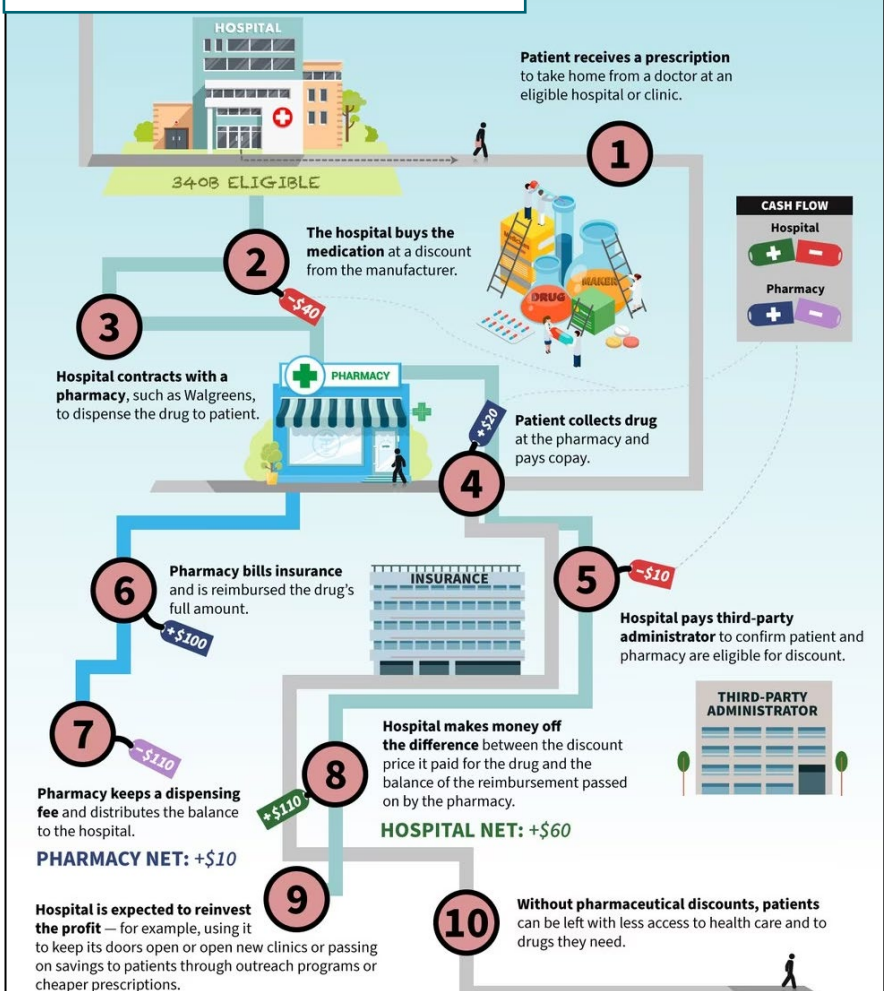 HOSPITAL
340B ELIGIBLE
Patient receives a prescription
to take home from a doctor at an
eligible hospital or clinic.
1
CASH FLOW
Hospital
+ −
Pharmacy
+ −
2
The hospital buys the
medication at a discount
from the manufacturer.
−$40
DRUG
MAKER
3
Hospital contracts with a
pharmacy, such as Walgreens,
to dispense the drug to patient.
PHARMACY
4
+$20
Patient collects drug
at the pharmacy and
pays copay.
5
−$10
Hospital pays third-party
administrator to confirm patient and
pharmacy are eligible for discount.
THIRD-PARTY
ADMINISTRATOR
INSURANCE
6
Pharmacy bills insurance
and is reimbursed the drug's
full amount.
+$100
7
−$110
Pharmacy keeps a dispensing
fee and distributes the balance
to the hospital.
PHARMACY NET: +$10
8
+$110
Hospital makes money off
the difference between the discount
price it paid for the drug and the
balance of the reimbursement passed
on by the pharmacy.
HOSPITAL NET: +$60
9
Hospital is expected to reinvest
the profit — for example, using it
to keep its doors open or open new clinics or passing
on savings to patients through outreach programs or
cheaper prescriptions.
10
Without pharmaceutical discounts, patients
can be left with less access to health care and to
drugs they need.